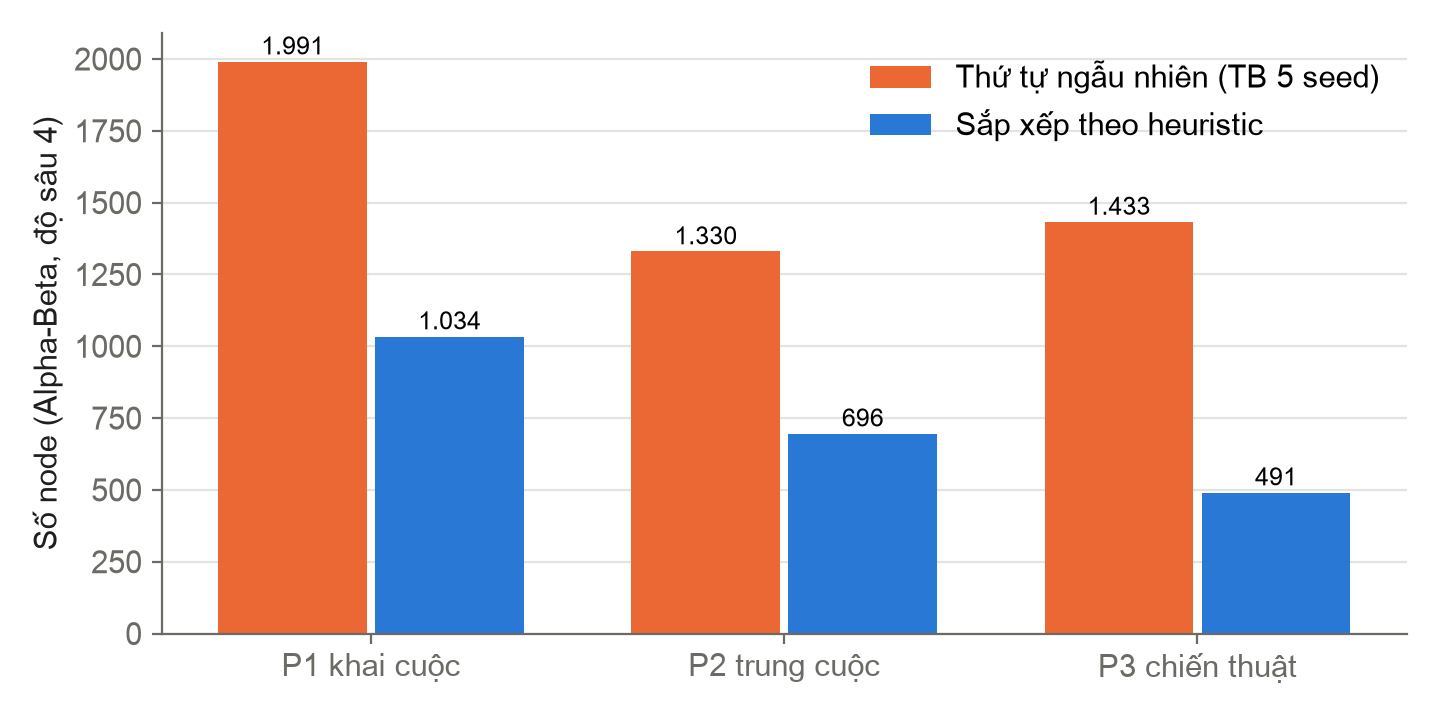 Số node (Alpha-Beta, độ sâu 4)
2000
1750
1500
1250
1000
750
500
250
0
Thứ tự ngẫu nhiên (TB 5 seed)
Sắp xếp theo heuristic
1.991
1.034
1.330
696
1.433
491
P1 khai cuộc
P2 trung cuộc
P3 chiến thuật